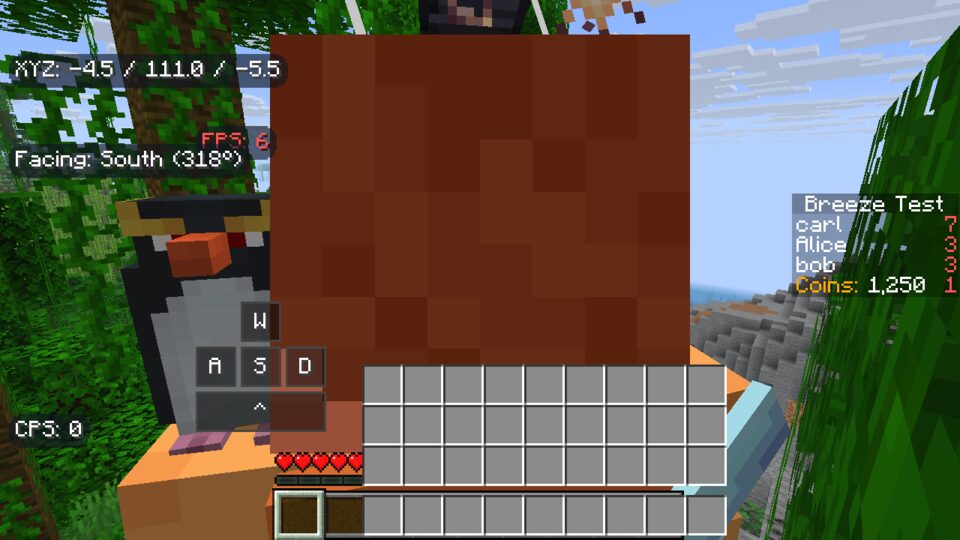 XYZ: -4.5 / 111.0 / -5.5
FPS: 6
Facing: South (318º)
Breeze Test
carl 7
Alice 3
bob 3
Coins: 1,250 1
W
A S D
^
CPS: 0